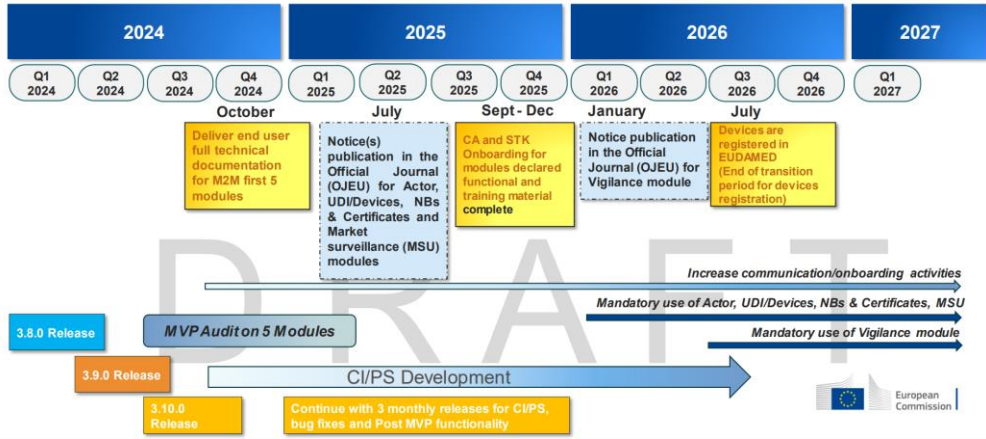 2024
2025
2026
2027
Q1
2024
Q2
2024
Q3
2024
Q4
2024
Q1
2025
Q2
2025
Q3
2025
Q4
2025
Q1
2026
Q2
2026
Q3
2026
Q4
2026
Q1
2027
October
July
Sept - Dec
January
July
Deliver end user
full technical
documentation
for M2M first 5
modules
Notice(s)
publication in the
Official Journal
(OJEU) for Actor,
UDI/Devices, NBs
& Certificates and
Market
surveillance (MSU)
modules
CA and STK
Onboarding for
modules declared
functional and
training material
complete
Notice publication
in the Official
Journal (OJEU) for
Vigilance module
Devices are
registered in
EUDAMED
(End of transition
period for devices
registration)
DRAFT
Increase communication/onboarding activities
Mandatory use of Actor, UDI/Devices, NBs & Certificates, MSU
Mandatory use of Vigilance module
3.8.0 Release
MVP Audit on 5 Modules
3.9.0 Release
CI/PS Development
3.10.0
Release
Continue with 3 monthly releases for CI/PS,
bug fixes and Post MVP functionality
European
Commission